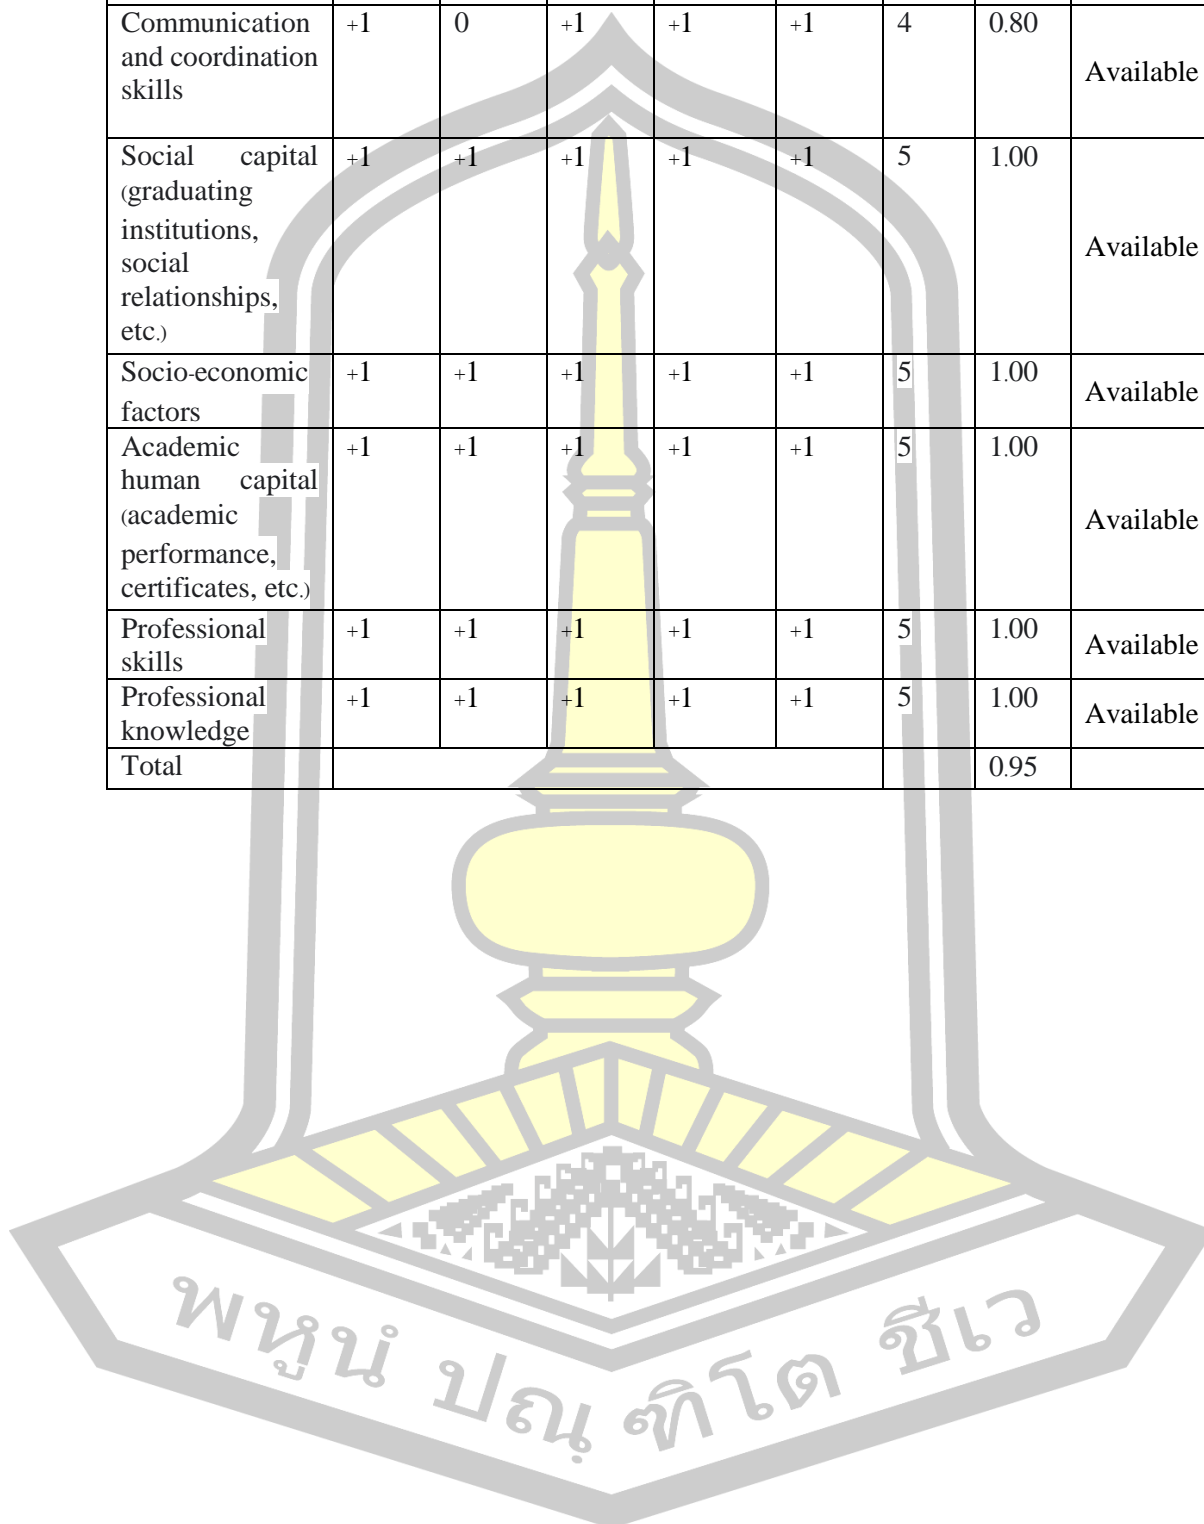 Communication +1 0 +1 +1 +1 4 0.80
and coordination
skills
Available
Social capital +1 +1 +1 +1 +1 5 1.00
(graduating
institutions,
social
relationships,
etc.)
Available
Socio-economic +1 +1 +1 +1 +1 5 1.00
factors
Available
Academic +1 +1 +1 +1 +1 5 1.00
human capital
(academic
performance,
certificates, etc.)
Available
Professional +1 +1 +1 +1 +1 5 1.00
skills
Available
Professional +1 +1 +1 +1 +1 5 1.00
knowledge
Available
Total 0.95
พหูนํ ปณฺฑิโต ชีเว